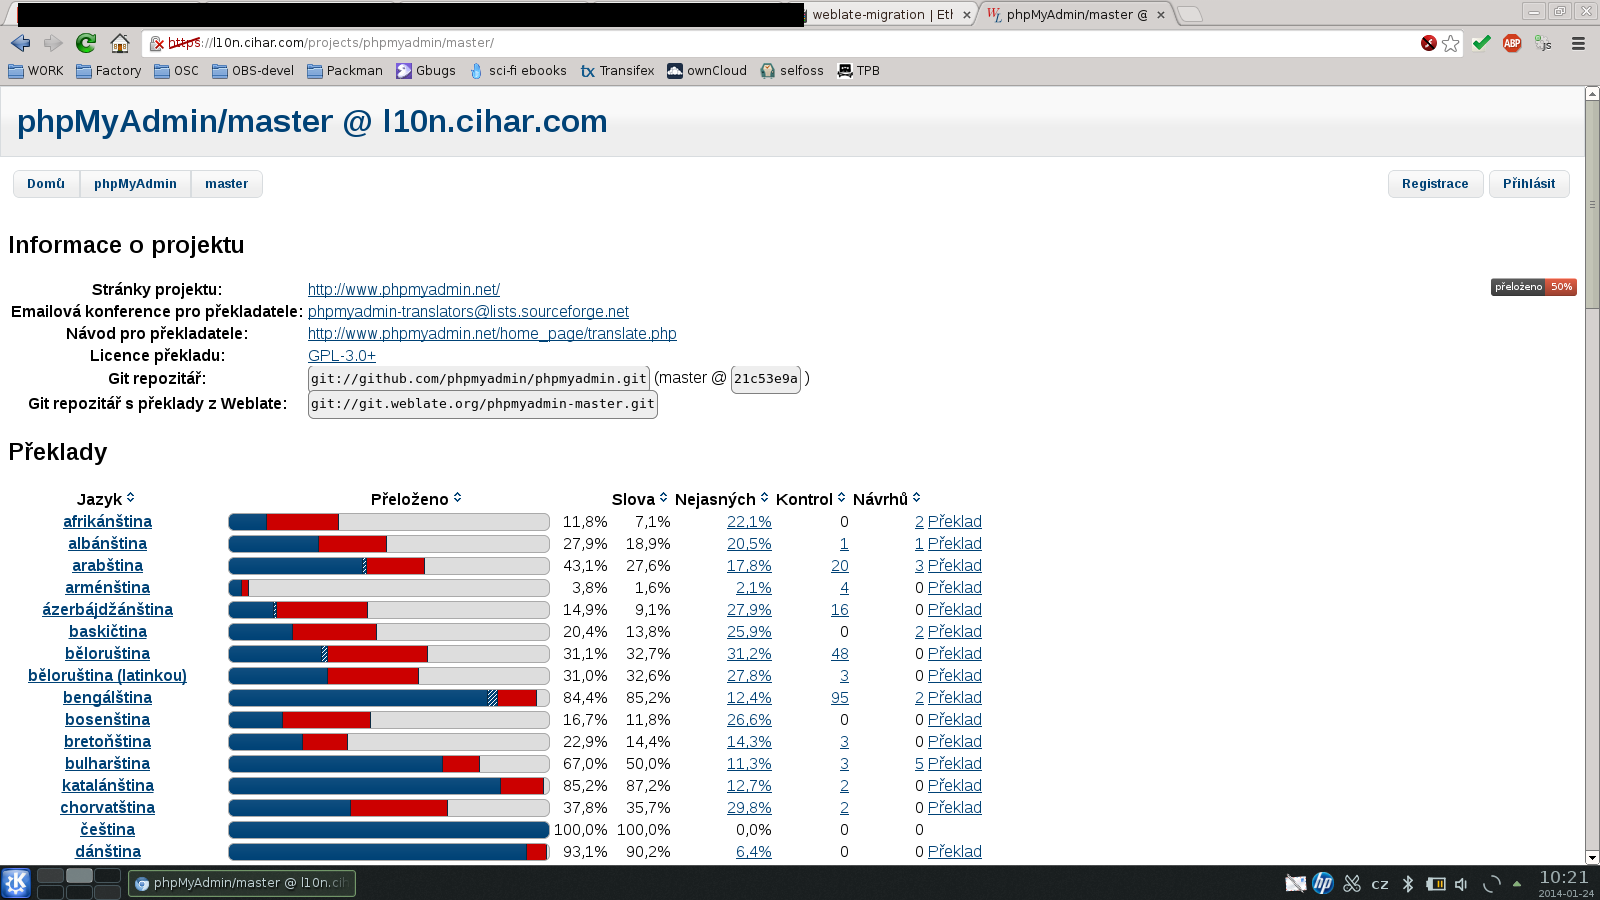 weblate-migration | Eth
phpMyAdmin/master @
https://l10n.cihar.com/projects/phpmyadmin/master/
ABP
js
WORK Factory OSC OBS-devel Packman Gbugs sci-fi ebooks Transifex ownCloud selfoss TPB
phpMyAdmin/master @ l10n.cihar.com
Domů phpMyAdmin master Registrace Přihlásit
Informace o projektu
Stránky projektu: http://www.phpmyadmin.net/
přeloženo 50%
Emailová konference pro překladatele: phpmyadmin-translators@lists.sourceforge.net
Návod pro překladatele: http://www.phpmyadmin.net/home_page/translate.php
Licence překladu: GPL-3.0+
Git repozitář: git://github.com/phpmyadmin/phpmyadmin.git (master @ 21c53e9a )
Git repozitář s překlady z Weblate: git://git.weblate.org/phpmyadmin-master.git
Překlady
Jazyk Přeloženo Slova Nejasných Kontrol Návrhů
afrikánština 11,8% 7,1% 22,1% 0 2 Překlad
albánština 27,9% 18,9% 20,5% 1 1 Překlad
arabština 43,1% 27,6% 17,8% 20 3 Překlad
arménština 3,8% 1,6% 2,1% 4 0 Překlad
ázerbájdžánština 14,9% 9,1% 27,9% 16 0 Překlad
baskičtina 20,4% 13,8% 25,9% 0 2 Překlad
běloruština 31,1% 32,7% 31,2% 48 0 Překlad
běloruština (latinkou) 31,0% 32,6% 27,8% 3 0 Překlad
bengálština 84,4% 85,2% 12,4% 95 2 Překlad
bosenština 16,7% 11,8% 26,6% 0 0 Překlad
bretoňština 22,9% 14,4% 14,3% 3 0 Překlad
bulharština 67,0% 50,0% 11,3% 3 5 Překlad
katalánština 85,2% 87,2% 12,7% 2 0 Překlad
chorvatština 37,8% 35,7% 29,8% 2 0 Překlad
čeština 100,0% 100,0% 0,0% 0 0
dánština 93,1% 90,2% 6,4% 0 0 Překlad
phpMyAdmin/master @ l10n.cih
hp
cz
10:21
2014-01-24